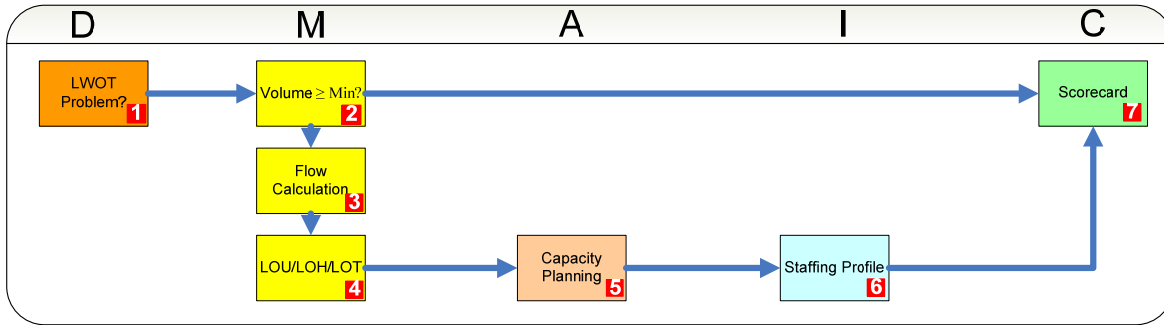 D M A I C
LWOT
Problem?
1
Volume ≥ Min?
2
Scorecard
7
Flow
Calculation
3
LOU/LOH/LOT
4
Capacity
Planning
5
Staffing Profile
6